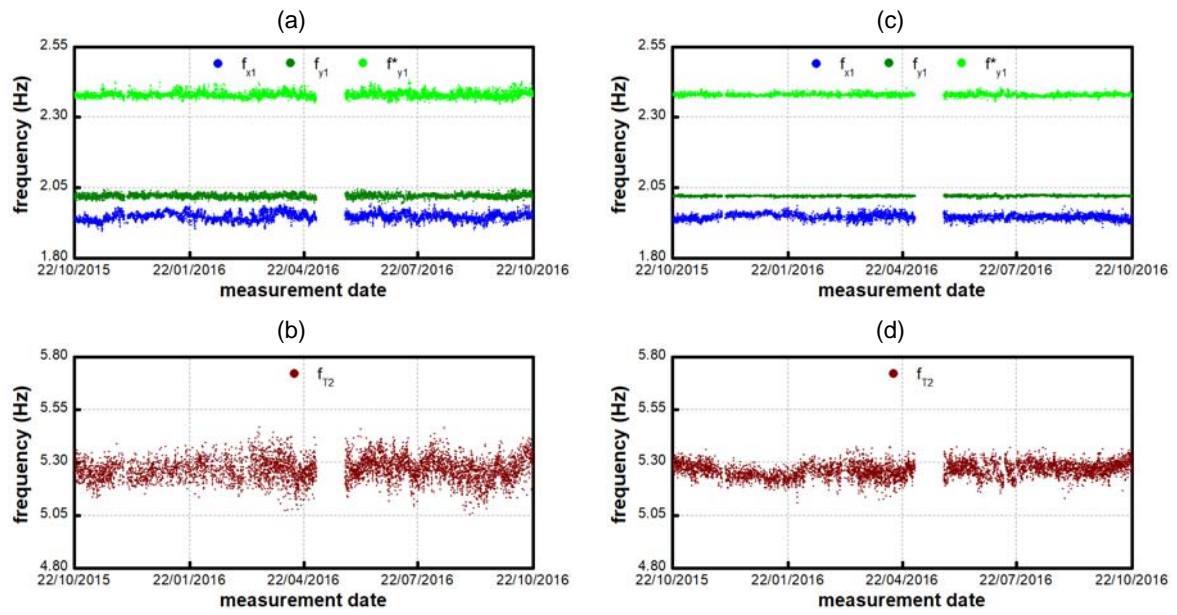 (a)
2.55
f_x1 f_y1 f*_y1
2.30
2.05
1.80
frequency (Hz)
22/10/2015 22/01/2016 22/04/2016 22/07/2016 22/10/2016
measurement date
(c)
2.55
f_x1 f_y1 f*_y1
2.30
2.05
1.80
frequency (Hz)
22/10/2015 22/01/2016 22/04/2016 22/07/2016 22/10/2016
measurement date
(b)
5.80
f_T2
5.55
5.30
5.05
4.80
frequency (Hz)
22/10/2015 22/01/2016 22/04/2016 22/07/2016 22/10/2016
measurement date
(d)
5.80
f_T2
5.55
5.30
5.05
4.80
frequency (Hz)
22/10/2015 22/01/2016 22/04/2016 22/07/2016 22/10/2016
measurement date